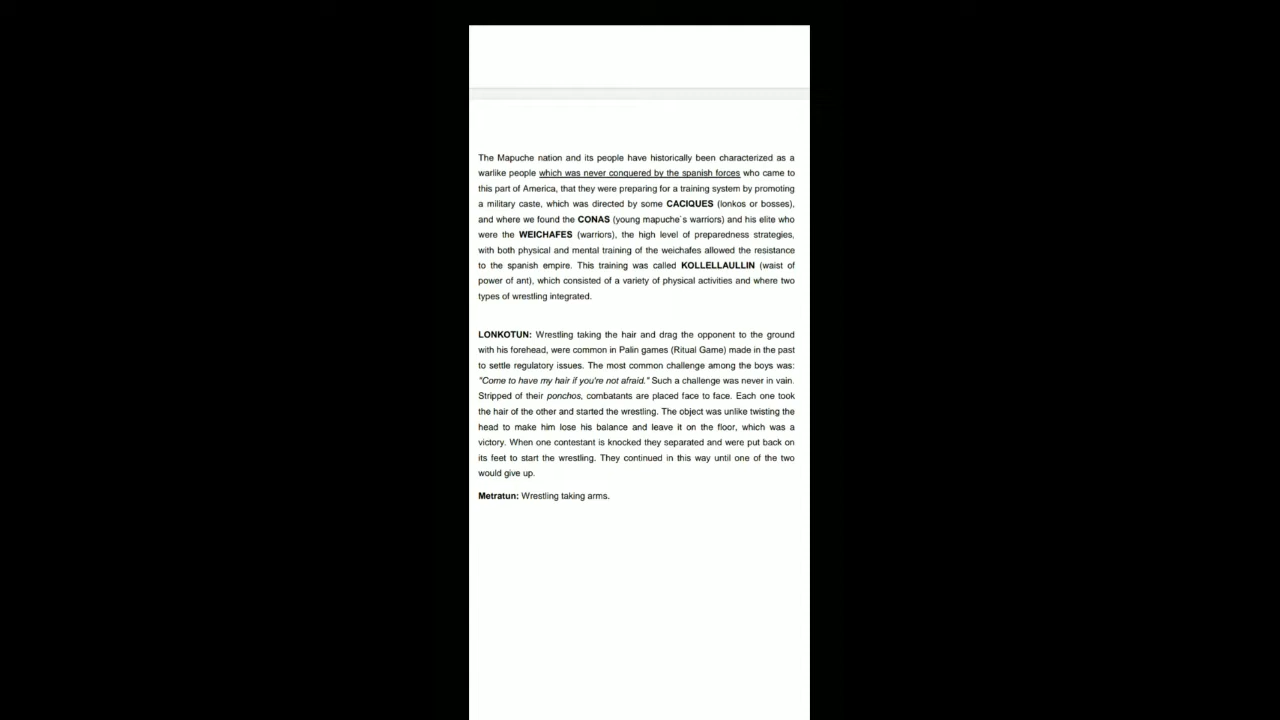 The Mapuche nation and its people have historically been characterized as a
warlike people which was never conquered by the spanish forces who came to
this part of America, that they were preparing for a training system by promoting
a military caste, which was directed by some CACIQUES (lonkos or bosses),
and where we found the CONAS (young mapuche´s warriors) and his elite who
were the WEICHAFES (warriors), the high level of preparedness strategies,
with both physical and mental training of the weichafes allowed the resistance
to the spanish empire. This training was called KOLLELLAULLIN (waist of
power of ant), which consisted of a variety of physical activities and where two
types of wrestling integrated.
LONKOTUN: Wrestling taking the hair and drag the opponent to the ground
with his forehead, were common in Palin games (Ritual Game) made in the past
to settle regulatory issues. The most common challenge among the boys was:
"Come to have my hair if you're not afraid." Such a challenge was never in vain.
Stripped of their ponchos, combatants are placed face to face. Each one took
the hair of the other and started the wrestling. The object was unlike twisting the
head to make him lose his balance and leave it on the floor, which was a
victory. When one contestant is knocked they separated and were put back on
its feet to start the wrestling. They continued in this way until one of the two
would give up.
Metratun: Wrestling taking arms.